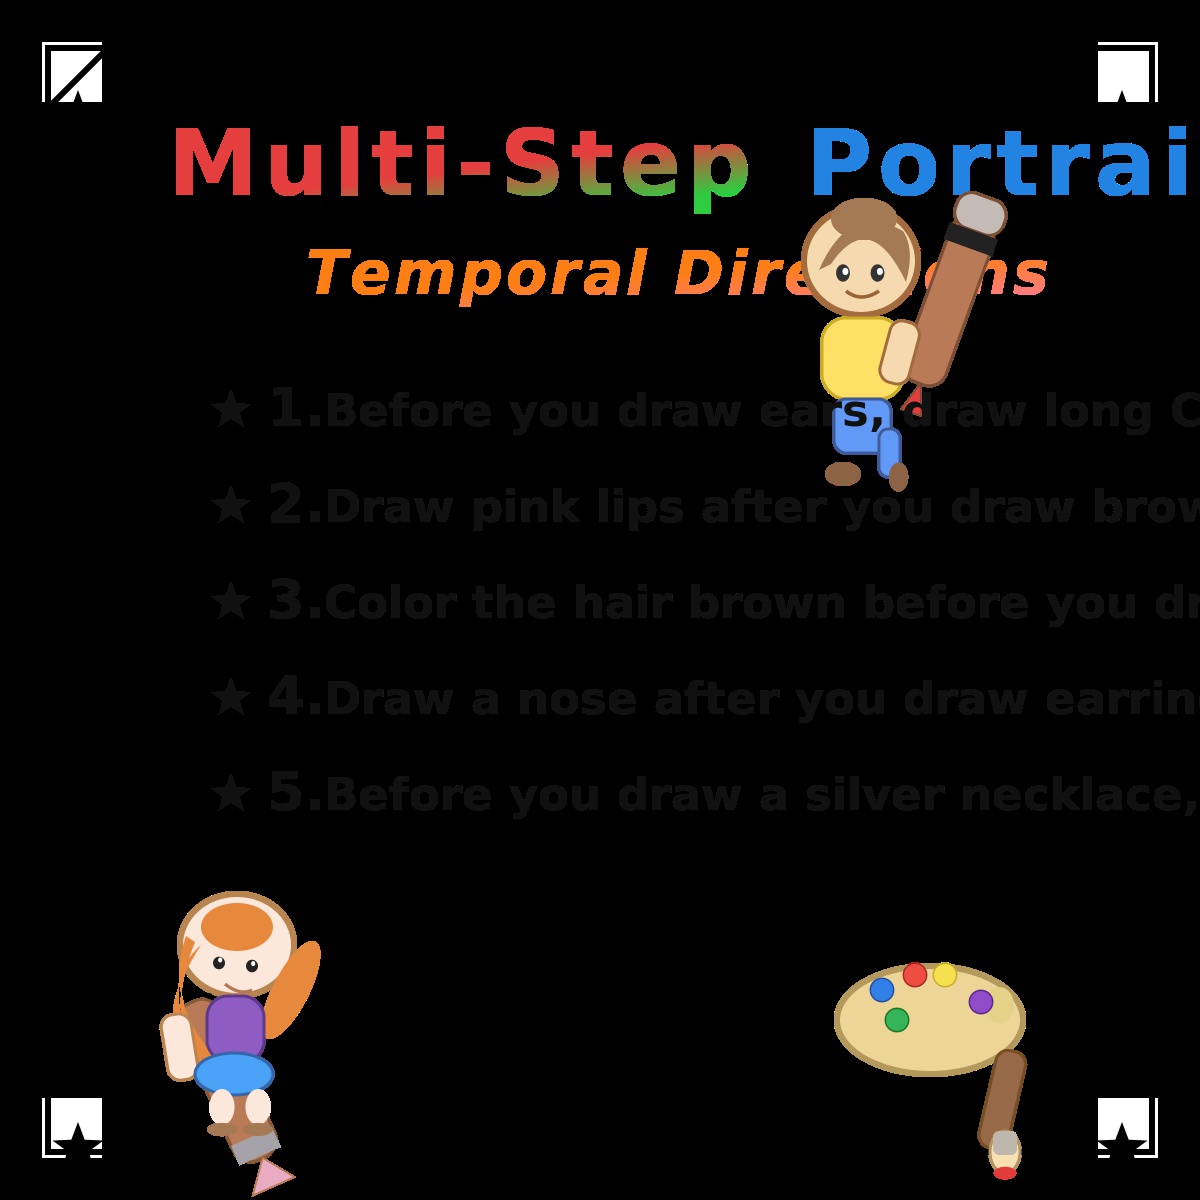 Multi-Step Portrai
Temporal Directions
★ 1.Before you draw ears, draw long C
★ 2.Draw pink lips after you draw brow
★ 3.Color the hair brown before you dr
★ 4.Draw a nose after you draw earrin
★ 5.Before you draw a silver necklace,